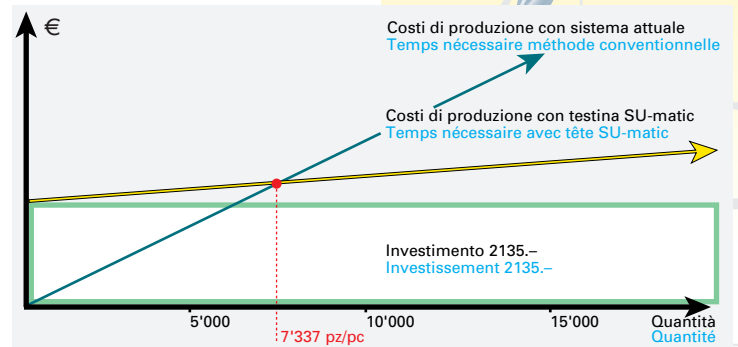 €
Costi di produzione con sistema attuale
Temps nécessaire méthode conventionnelle
Costi di produzione con testina SU-matic
Temps nécessaire avec tête SU-matic
Investimento 2135.–
Investissement 2135.–
5'000
10'000
15'000
Quantità
Quantité
7'337 pz/pc